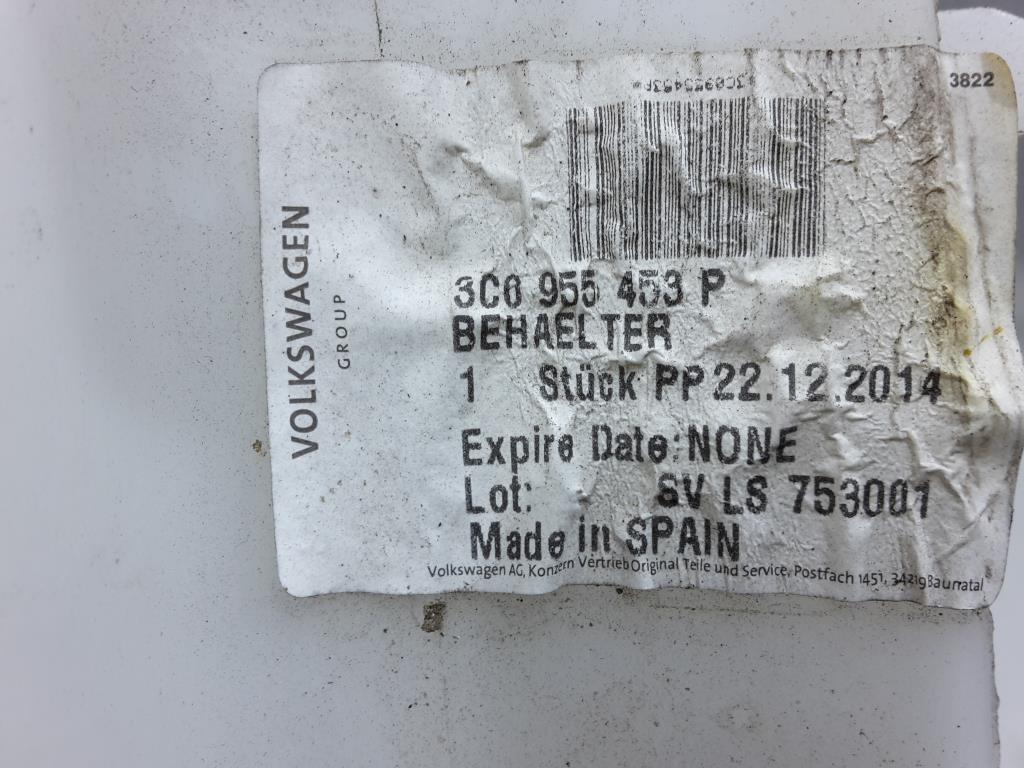 3822
3C0955453P
VOLKSWAGEN
GROUP
3C0 955 453 P
BEHAELTER
1 Stück PP 22.12.2014
Expire Date: NONE
Lot: SV LS 753001
Made in SPAIN
Volkswagen AG, Konzern Vertrieb Original Teile und Service, Postfach 1451, 34219 Baunatal